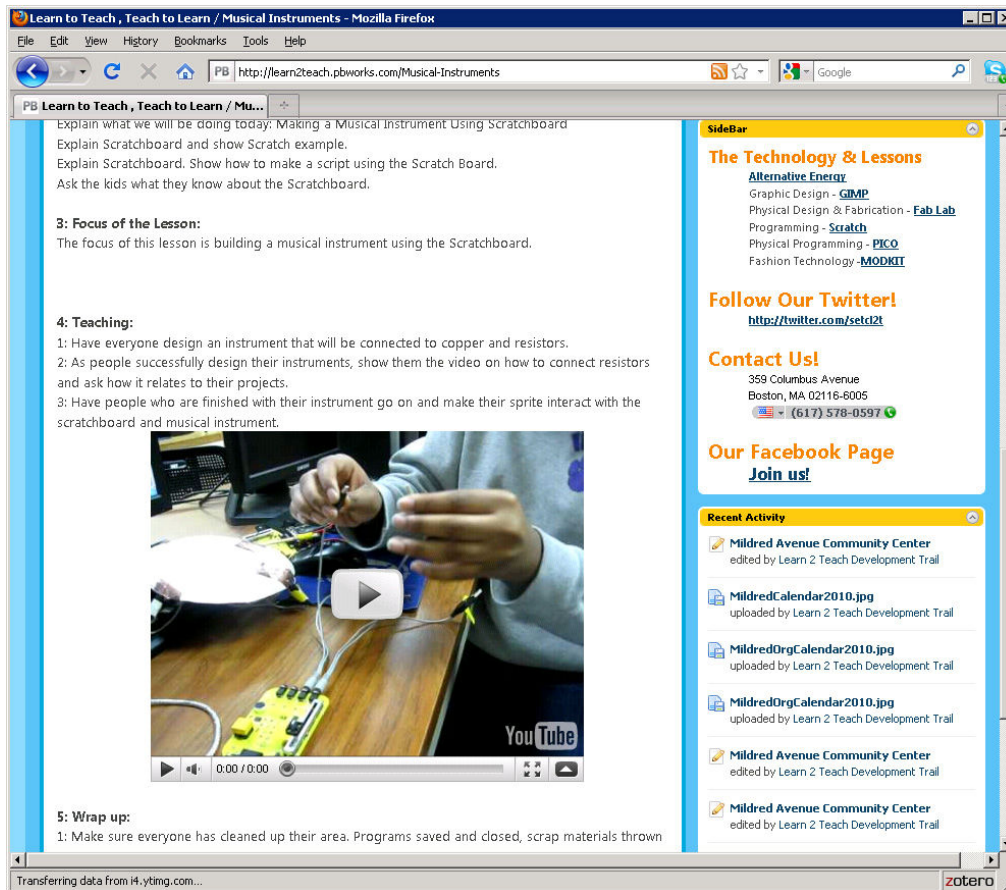 Learn to Teach , Teach to Learn / Musical Instruments - Mozilla Firefox
File Edit View History Bookmarks Tools Help
PB http://learn2teach.pbworks.com/Musical-Instruments
Google
PB Learn to Teach , Teach to Learn / Mu...
Explain what we will be doing today: Making a Musical Instrument Using Scratchboard
Explain Scratchboard and show Scratch example.
Explain Scratchboard. Show how to make a script using the Scratch Board.
Ask the kids what they know about the Scratchboard.
3: Focus of the Lesson:
The focus of this lesson is building a musical instrument using the Scratchboard.
4: Teaching:
1: Have everyone design an instrument that will be connected to copper and resistors.
2: As people successfully design their instruments, show them the video on how to connect resistors
and ask how it relates to their projects.
3: Have people who are finished with their instrument go on and make their sprite interact with the
scratchboard and musical instrument.
YouTube
0:00 / 0:00
5: Wrap up:
1: Make sure everyone has cleaned up their area. Programs saved and closed, scrap materials thrown
SideBar
The Technology & Lessons
Alternative Energy
Graphic Design - GIMP
Physical Design & Fabrication - Fab Lab
Programming - Scratch
Physical Programming - PICO
Fashion Technology -MODKIT
Follow Our Twitter!
http://twitter.com/setcl2t
Contact Us!
359 Columbus Avenue
Boston, MA 02116-6005
(617) 578-0597
Our Facebook Page
Join us!
Recent Activity
Mildred Avenue Community Center
edited by Learn 2 Teach Development Trail
MildredCalendar2010.jpg
uploaded by Learn 2 Teach Development Trail
MildredOrgCalendar2010.jpg
uploaded by Learn 2 Teach Development Trail
MildredOrgCalendar2010.jpg
uploaded by Learn 2 Teach Development Trail
Mildred Avenue Community Center
edited by Learn 2 Teach Development Trail
Mildred Avenue Community Center
edited by Learn 2 Teach Development Trail
Transferring data from i4.ytimg.com...
zotero